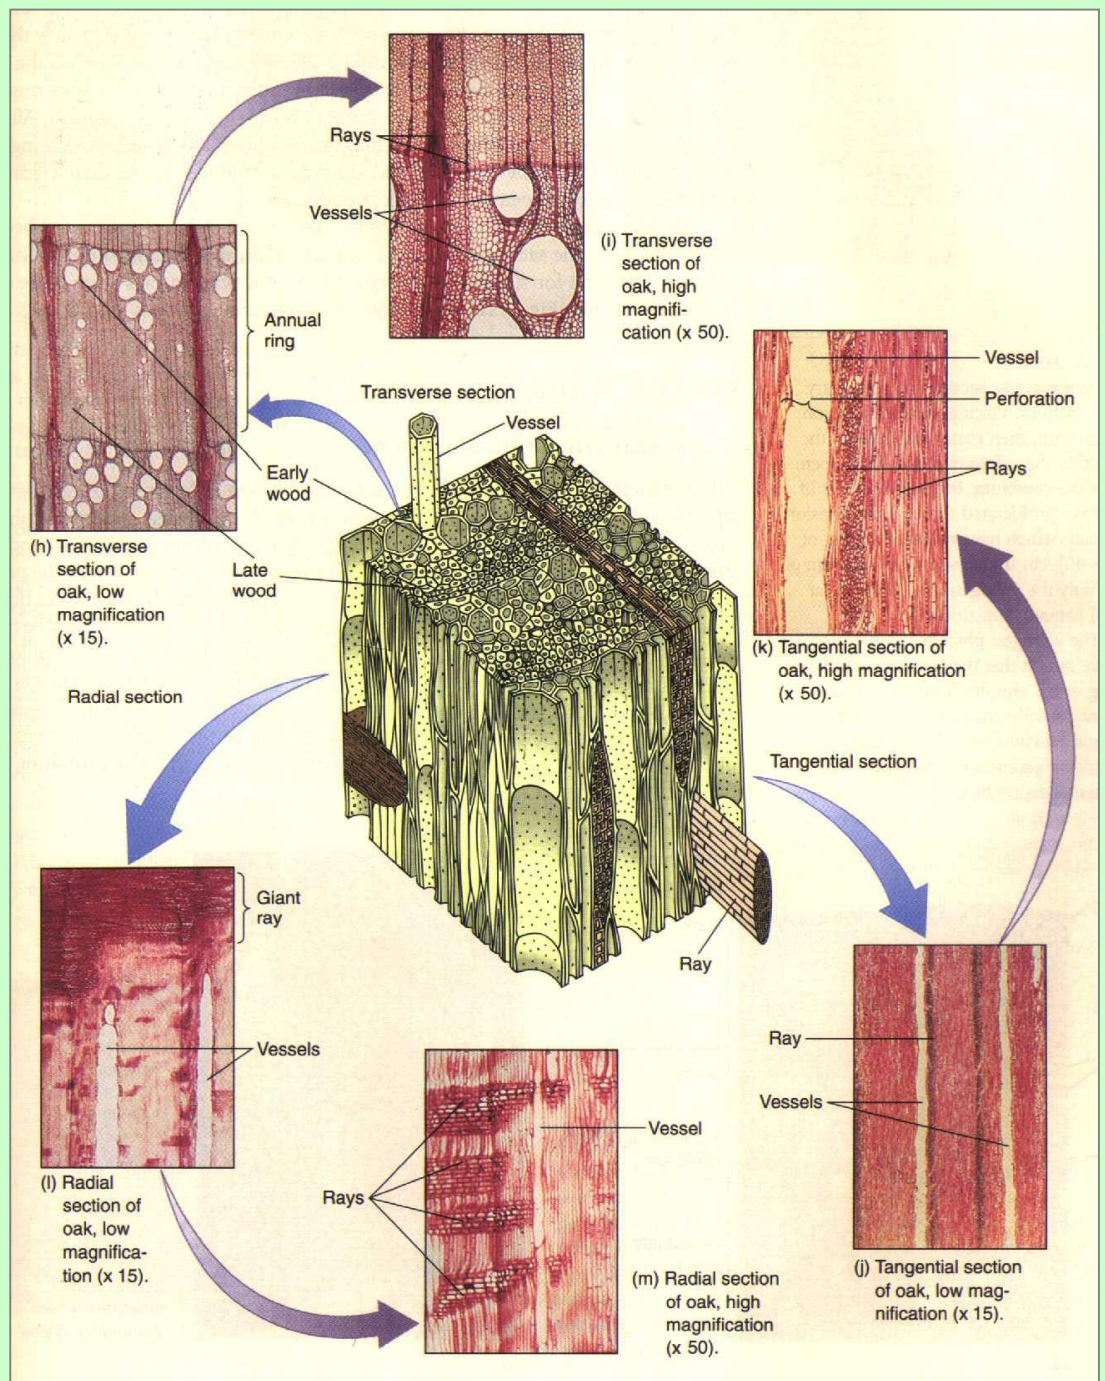 Rays
Vessels
(i) Transverse
section of
oak, high
magnifi-
cation (x 50).
Annual
ring
Vessel
Perforation
Rays
Transverse section
Vessel
Early
wood
(h) Transverse
section of
oak, low
magnification
(x 15).
Late
wood
(k) Tangential section of
oak, high magnification
(x 50).
Radial section
Tangential section
Giant
ray
Ray
Vessels
Ray
Vessels
Vessel
Rays
(l) Radial
section of
oak, low
magnifica-
tion (x 15).
(m) Radial section
of oak, high
magnification
(x 50).
(j) Tangential section
of oak, low mag-
nification (x 15).